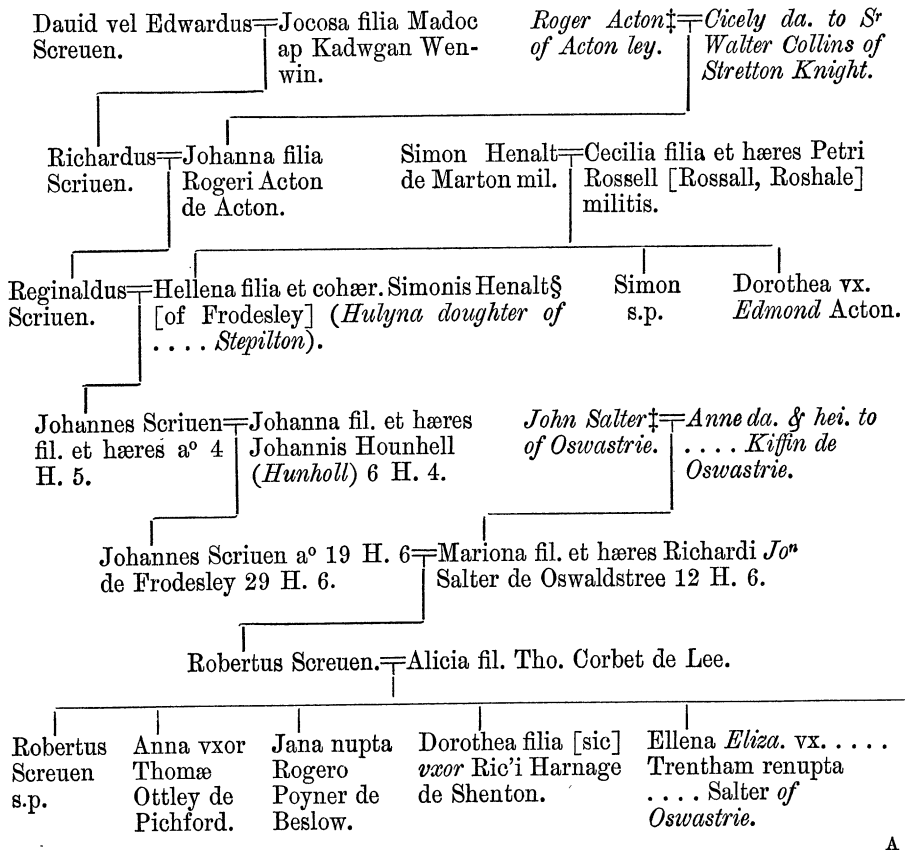 Dauid vel Edwardus
Screuen.
Jocosa filia Madoc
ap Kadwgan Wen-
win.
Roger Acton‡
of Acton ley.
Cicely da. to Sr
Walter Collins of
Stretton Knight.
Richardus
Scriuen.
Johanna filia
Rogeri Acton
de Acton.
Simon Henalt
de Marton mil.
Cecilia filia et hæres Petri
Rossell [Rossall, Roshale]
militis.
Reginaldus
Scriuen.
Hellena filia et cohær. Simonis Henalt§
[of Frodesley] (Hulyna doughter of
. . . . Stepilton).
Simon
s.p.
Dorothea vx.
Edmond Acton.
Johannes Scriuen
fil. et hæres aº 4
H. 5.
Johanna fil. et hæres
Johannis Hounhell
(Hunholl) 6 H. 4.
John Salter‡
of Oswastrie.
Anne da. & hei. to
. . . . Kiffin de
Oswastrie.
Johannes Scriuen aº 19 H. 6
de Frodesley 29 H. 6.
Mariona fil. et hæres Richardi Joⁿ
Salter de Oswaldstree 12 H. 6.
Robertus Screuen.
Alicia fil. Tho. Corbet de Lee.
Robertus
Screuen
s.p.
Anna vxor
Thomæ
Ottley de
Pichford.
Jana nupta
Rogero
Poyner de
Beslow.
Dorothea filia [sic]
vxor Ric'i Harnage
de Shenton.
Ellena Eliza. vx. . . . .
Trentham renupta
. . . . Salter of
Oswastrie.
A